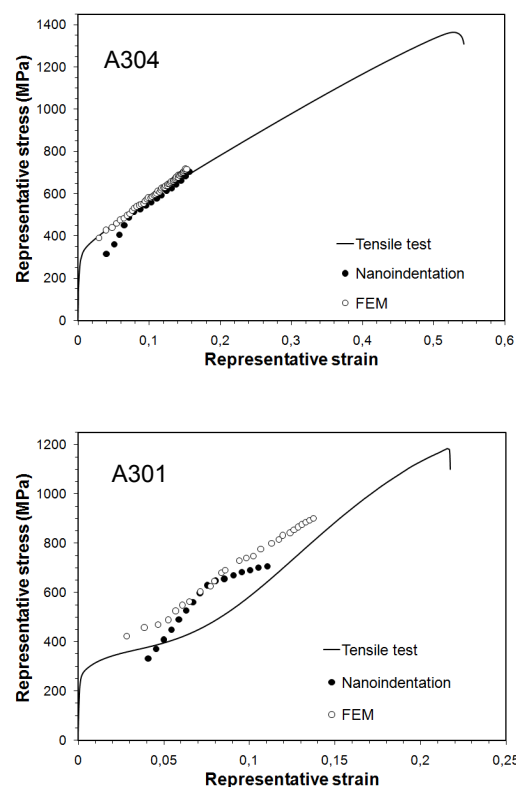 1400
A304
1200
1000
800
600
400
200
0
Representative stress (MPa)
Tensile test
Nanoindentation
FEM
0 0,1 0,2 0,3 0,4 0,5 0,6
Representative strain
1200
A301
1000
800
600
400
200
0
Representative stress (MPa)
Tensile test
Nanoindentation
FEM
0 0,05 0,1 0,15 0,2 0,25
Representative strain